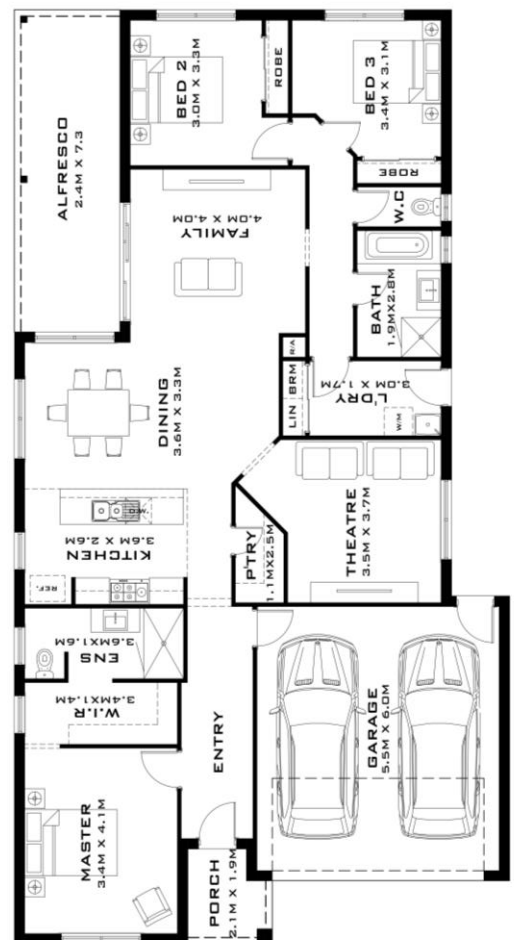 BED 2
3.0M X 3.3M
ROBE
BED 3
3.4M X 3.1M
ROBE
ALFRESCO
2.4M X 7.3
W.C
FAMILY
4.0M X 4.0M
BATH
1.9MX2.8M
R/A
LIN BRM
L'DRY
3.0M X 1.7M
W/M
DINING
3.6M X 3.3M
KITCHEN
3.6M X 2.6M
REF.
P'TRY
1.1MX2.5M
THEATRE
3.5M X 3.7M
ENS
3.6MX1.6M
W.I.R
3.4MX1.4M
ENTRY
GARAGE
5.5M X 6.0M
MASTER
3.4M X 4.1M
PORCH
2.1M X 1.9M